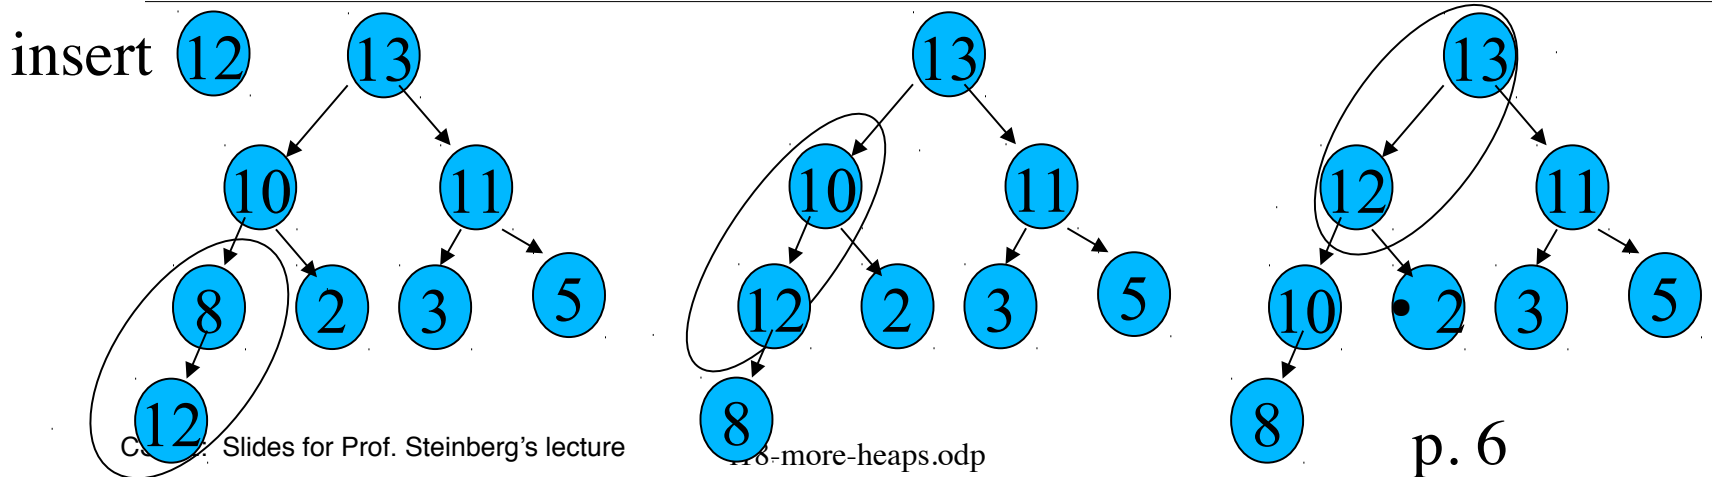 insert 12 13 13 13
10 11 10 11 12 11
8 2 3 5 12 2 3 5 10 • 2 3 5
12 8 8
Slides for Prof. Steinberg's lecture
8-more-heaps.odp
p. 6